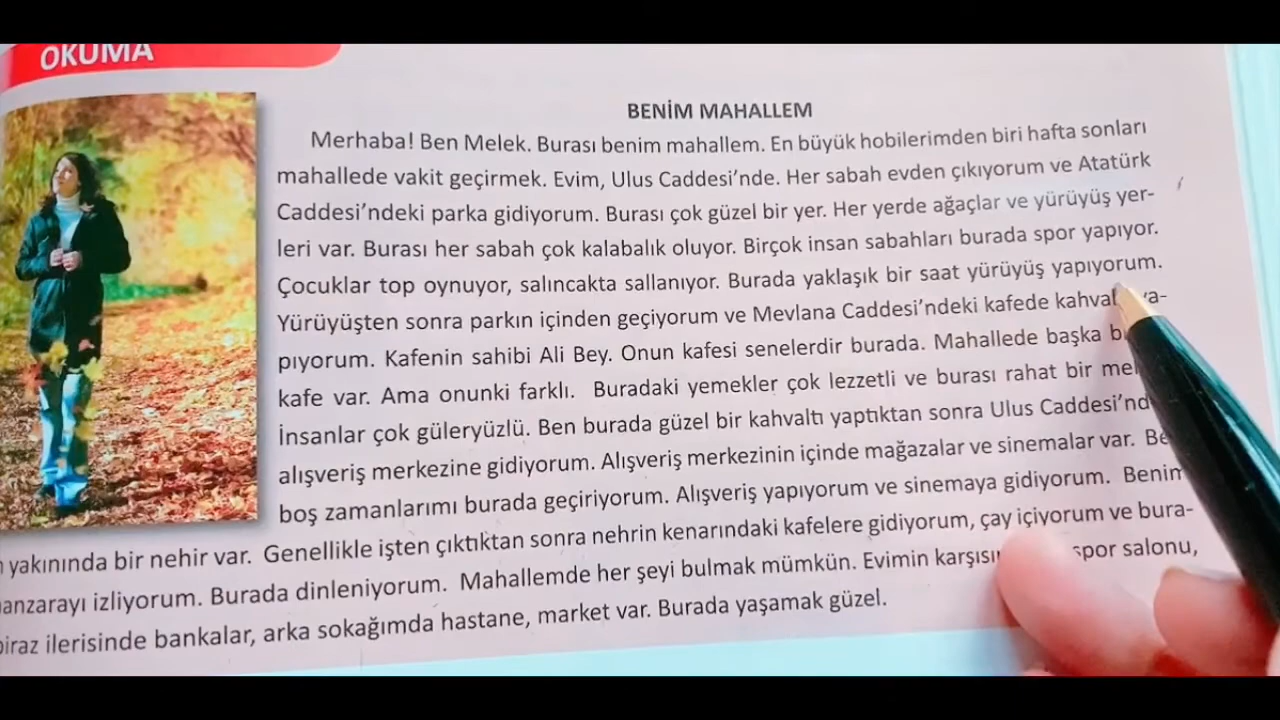 OKUMA
BENİM MAHALLEM
Merhaba! Ben Melek. Burası benim mahallem. En büyük hobilerimden biri hafta sonları
mahallede vakit geçirmek. Evim, Ulus Caddesi’nde. Her sabah evden çıkıyorum ve Atatürk
Caddesi’ndeki parka gidiyorum. Burası çok güzel bir yer. Her yerde ağaçlar ve yürüyüş yer-
leri var. Burası her sabah çok kalabalık oluyor. Birçok insan sabahları burada spor yapıyor.
Çocuklar top oynuyor, salıncakta sallanıyor. Burada yaklaşık bir saat yürüyüş yapıyorum.
Yürüyüşten sonra parkın içinden geçiyorum ve Mevlana Caddesi’ndeki kafede
pıyorum. Kafenin sahibi Ali Bey. Onun kafesi senelerdir burada. Mahallede başka
kafe var. Ama onunki farklı. Buradaki yemekler çok lezzetli ve burası rahat bir
İnsanlar çok güleryüzlü. Ben burada güzel bir kahvaltı yaptıktan sonra Ulus
alışveriş merkezine gidiyorum. Alışveriş merkezinin içinde mağazalar ve sinemalar var.
boş zamanlarımı burada geçiriyorum. Alışveriş yapıyorum ve sinemaya gidiyorum. Benim
yakınında bir nehir var. Genellikle işten çıktıktan sonra nehrin kenarındaki kafelere gidiyorum, çay içiyorum ve bura-
izliyorum. Burada dinleniyorum. Mahallemde her şeyi bulmak mümkün. Evimin spor salonu,
ilerisinde bankalar, arka sokağımda hastane, market var. Burada yaşamak güzel.